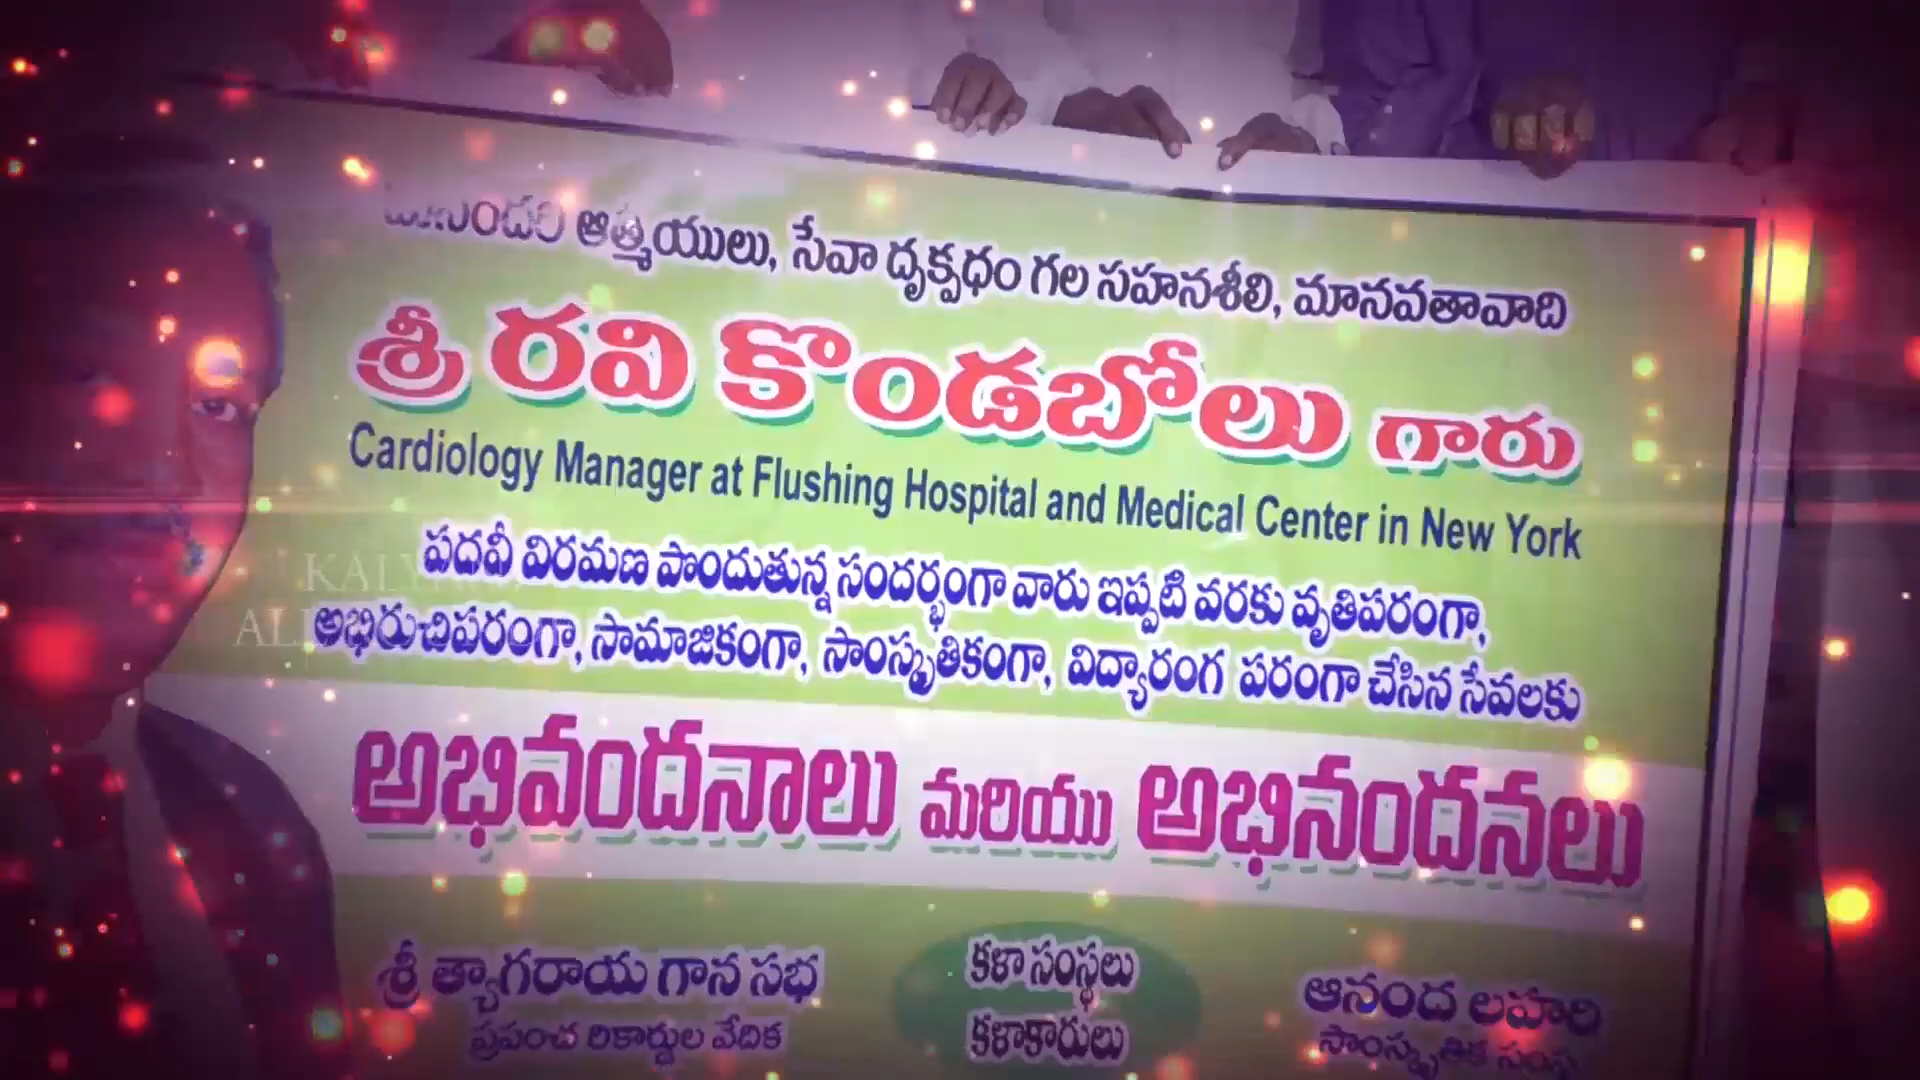 ఆత్మయులు, సేవా దృక్పధం గల సహనశీలి, మానవతావాది
శ్రీ రవి కొండబోలు గారు
Cardiology Manager at Flushing Hospital and Medical Center in New York
పదవీ విరమణ పొందుతున్న సందర్భంగా వారు ఇప్పటి వరకు వృతిపరంగా,
అభిరుచిపరంగా, సామాజికంగా, సాంస్కృతికంగా, విద్యారంగ పరంగా చేసిన సేవలకు
అభివందనాలు మరియు అభినందనలు
శ్రీ త్యాగరాయ గాన సభ
ప్రపంచ రికార్డుల వేదిక
కళా సంస్థలు
కళాకారులు
ఆనంద లహరి
సాంస్కృతిక